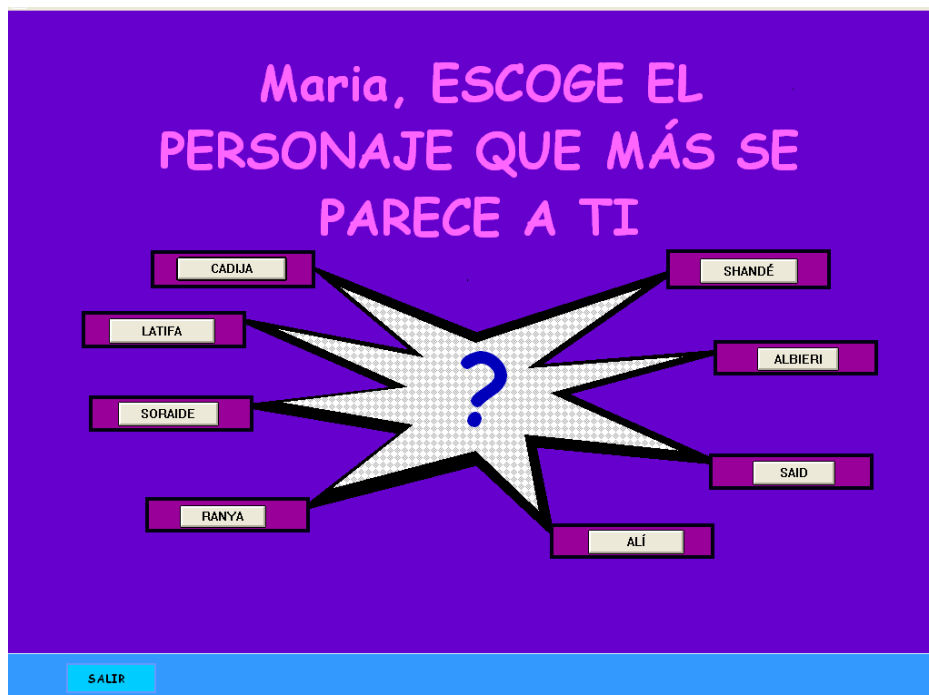 Maria, ESCOGE EL
PERSONAJE QUE MÁS SE
PARECE A TI
CADIJA
SHANDÉ
LATIFA
ALBIERI
SORAIDE
SAID
RANYA
ALÍ
?
SALIR